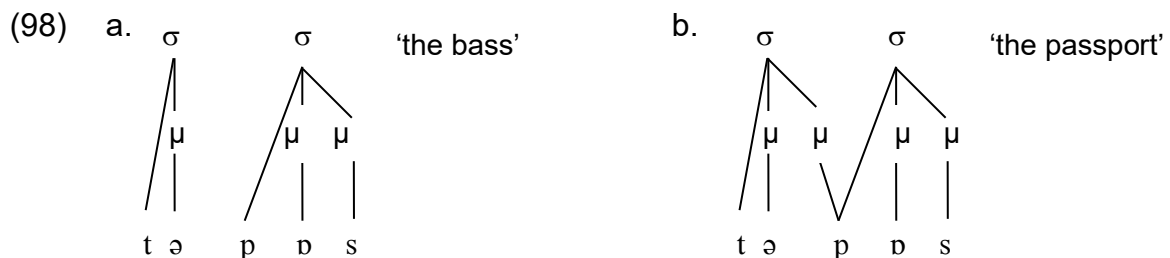 (98) a. σ σ ‘the bass’ b. σ σ ‘the passport’
µ µ µ µ µ µ µ
t ə p ɒ s t ə p ɒ s